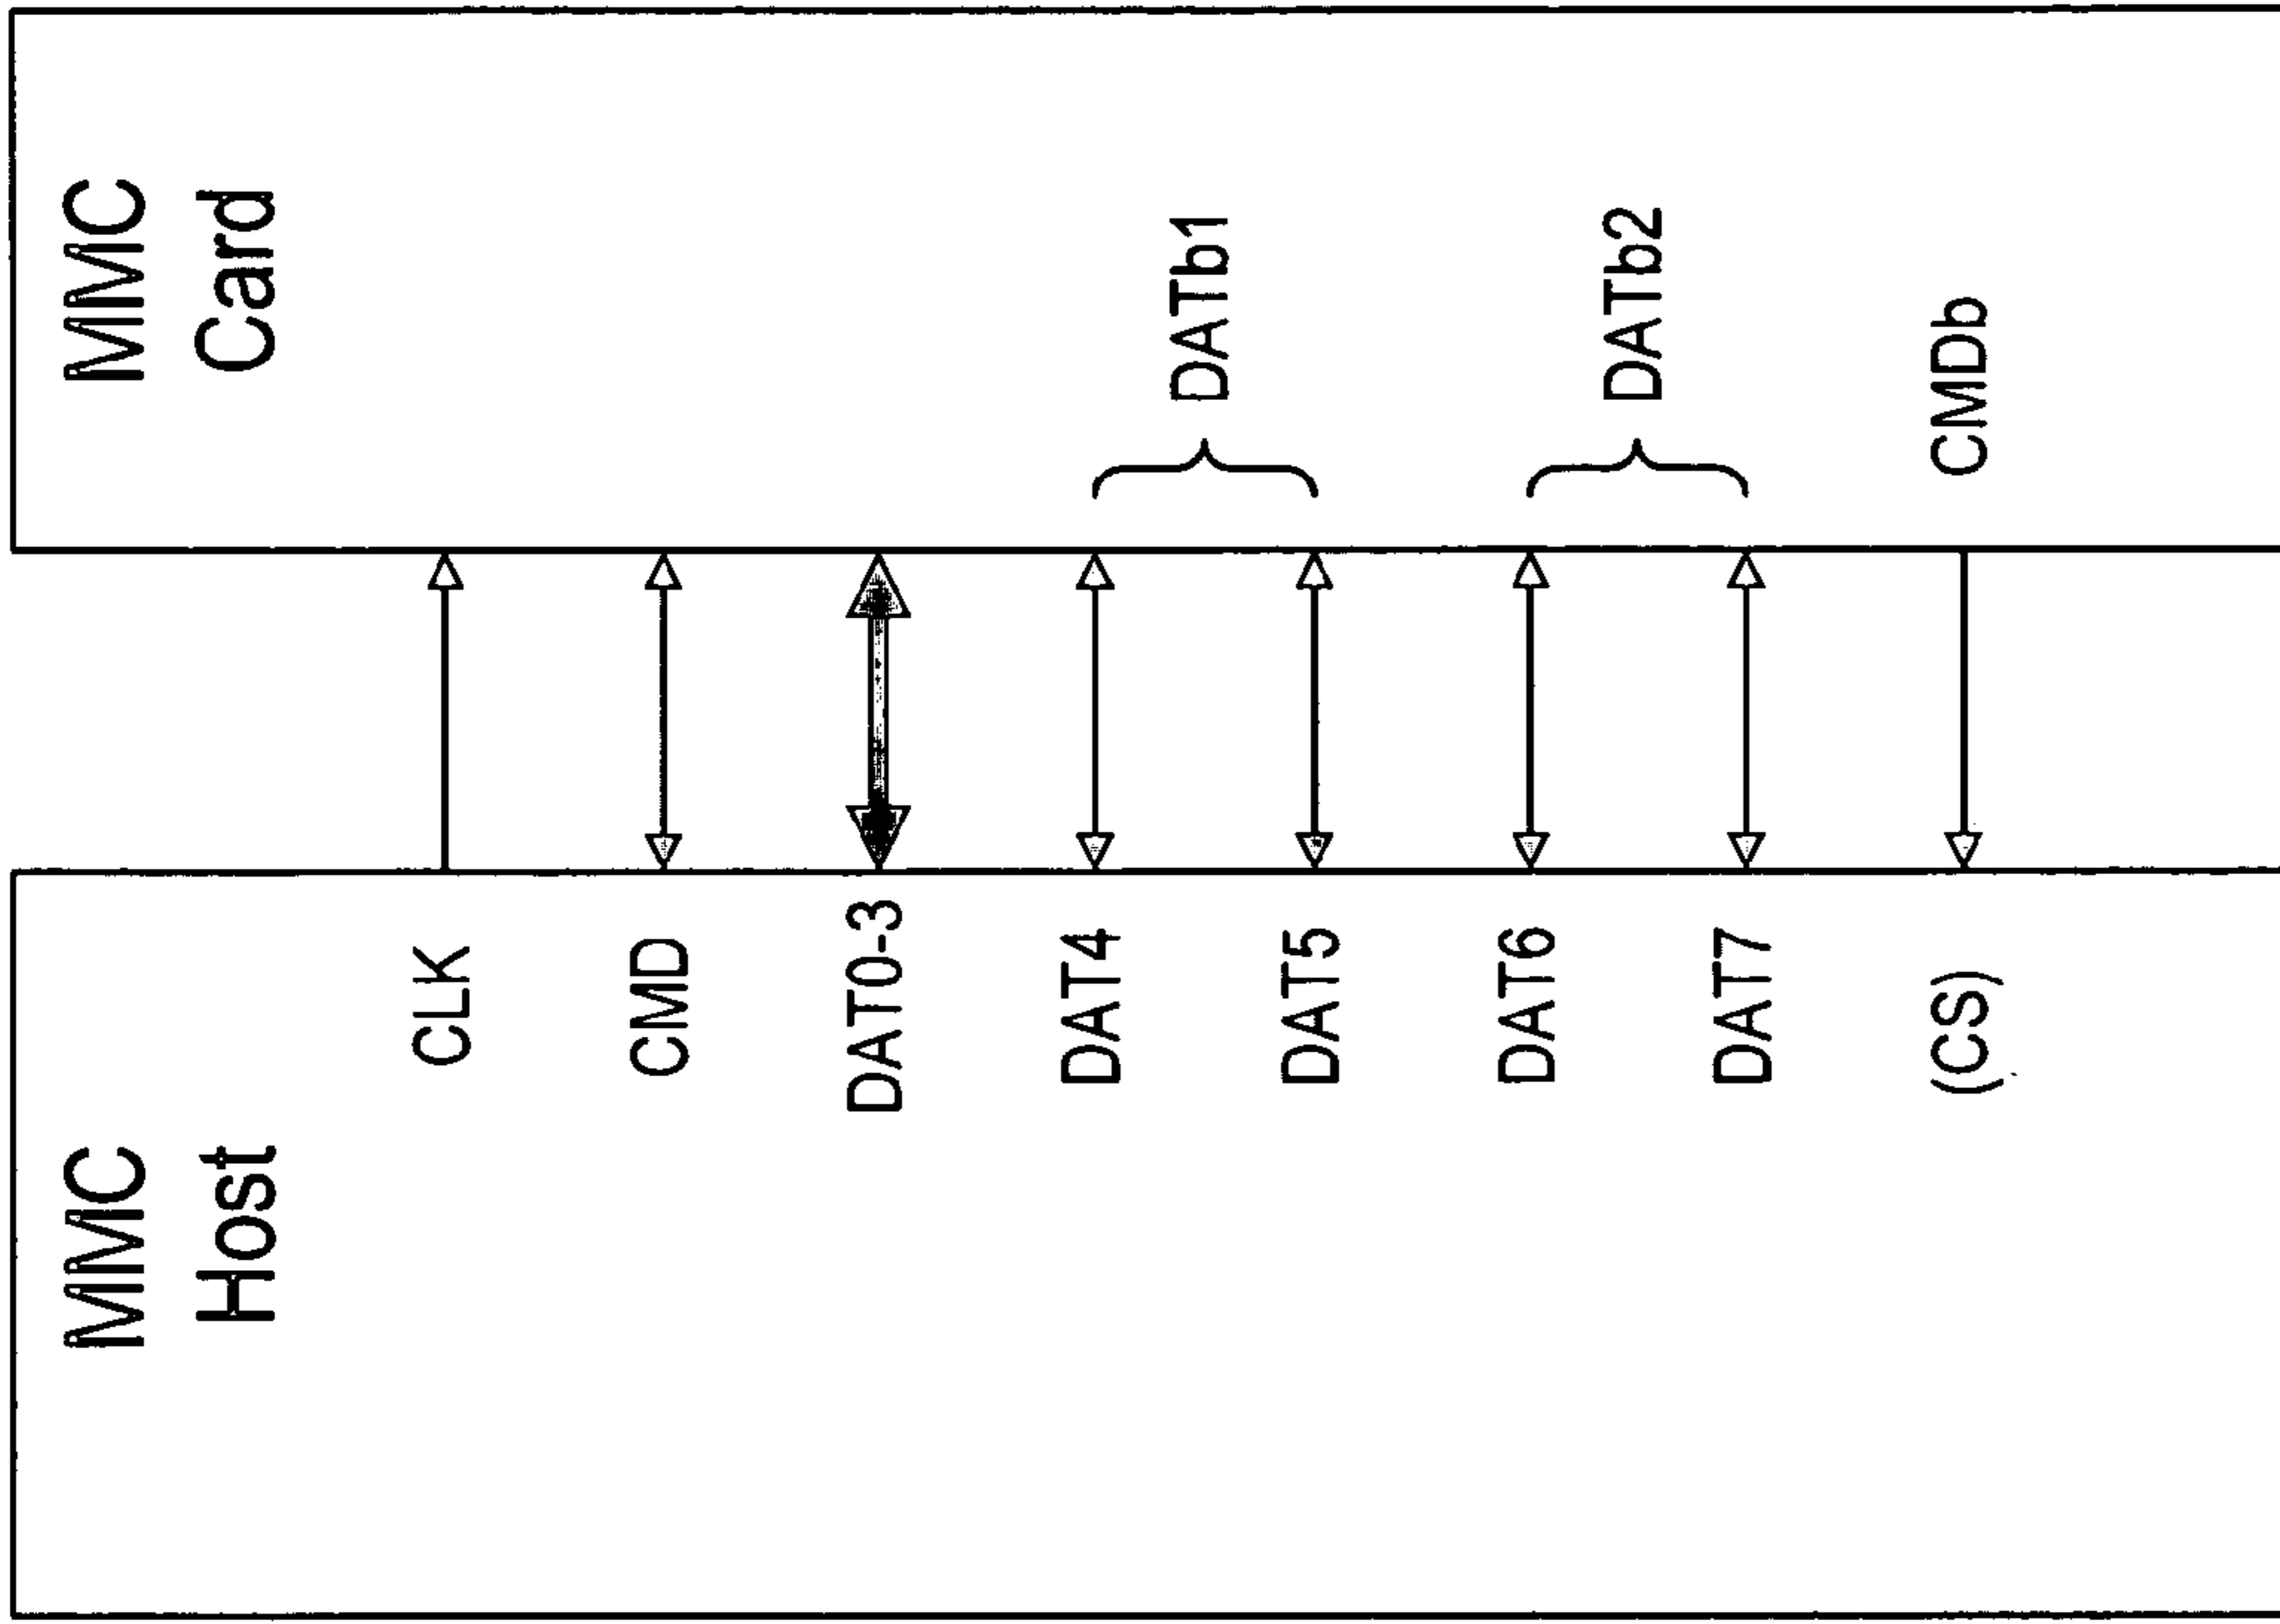 MMC
Host
CLK
CMD
DAT0-3
DAT4
DAT5
DAT6
DAT7
(CS)
MMC
Card
DATb1
DATb2
CMDb